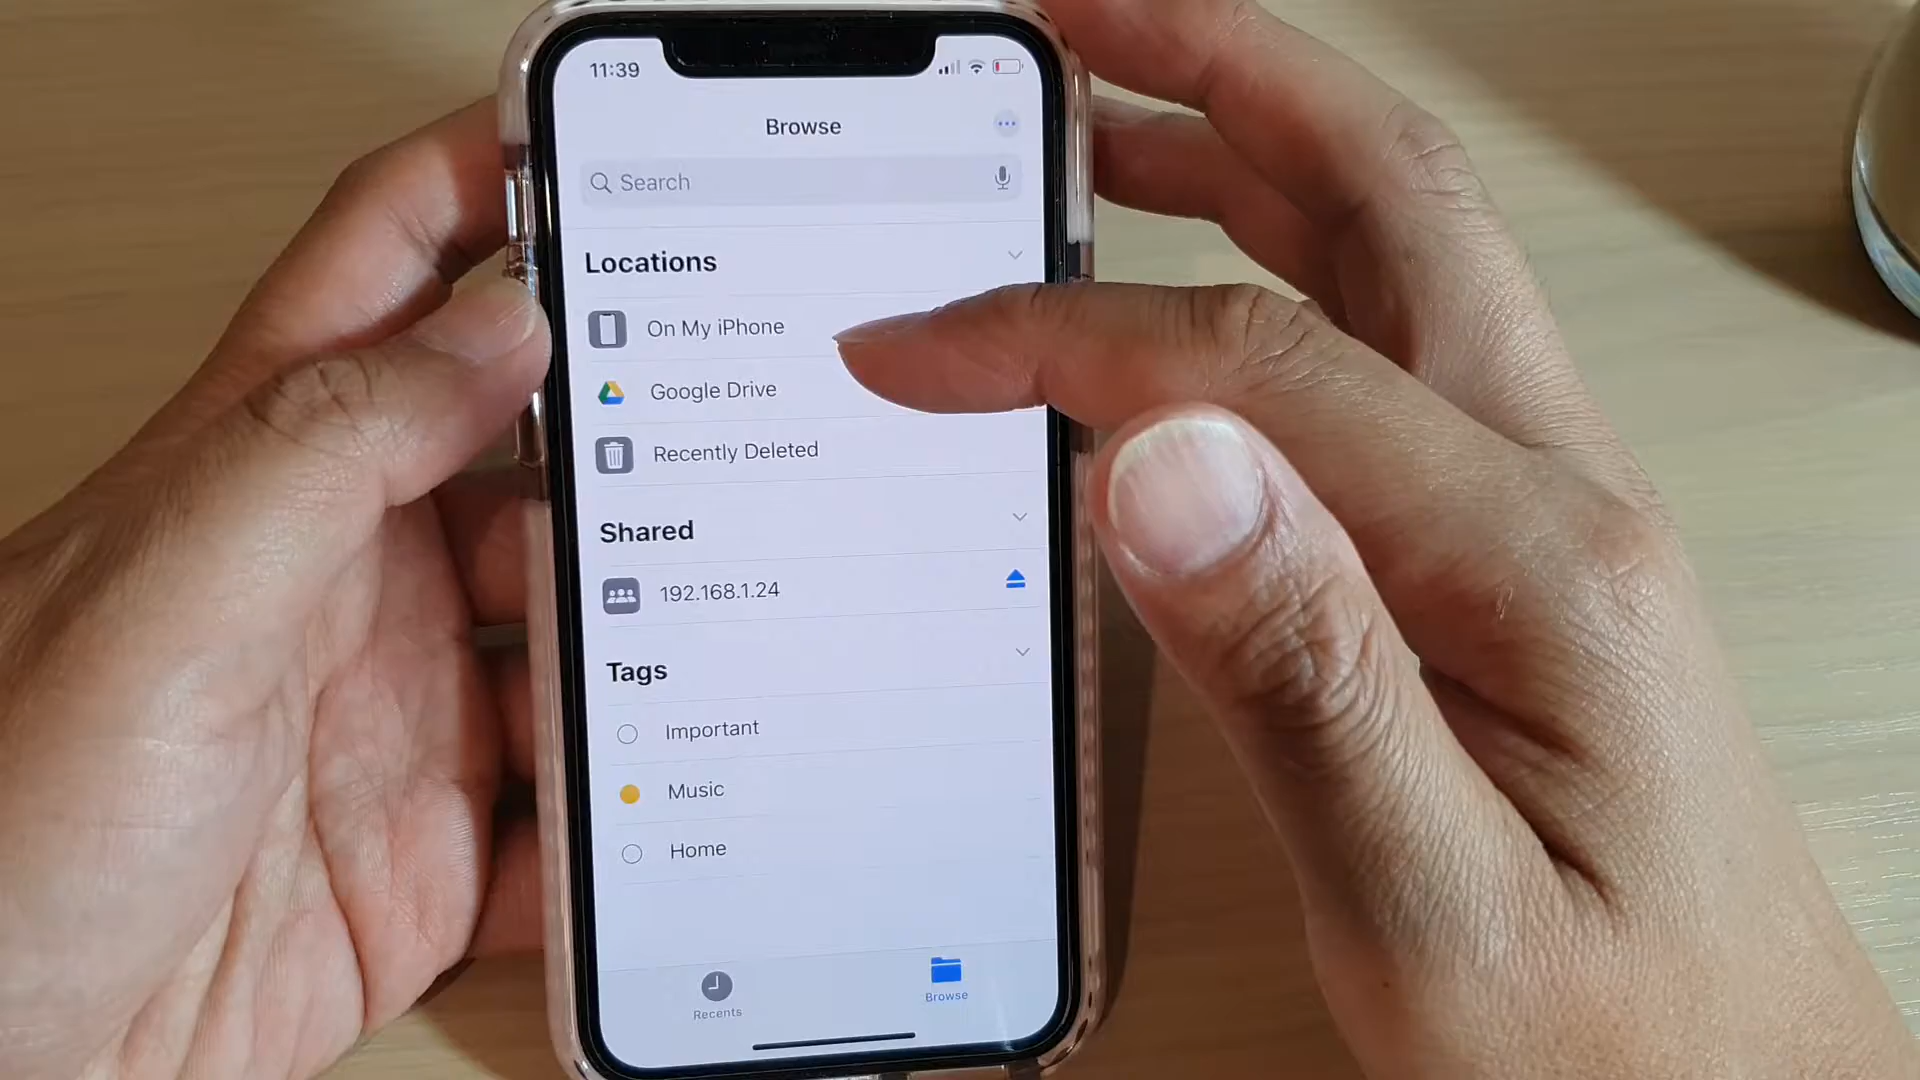 11:39
Browse
Search
Locations
On My iPhone
Google Drive
Recently Deleted
Shared
192.168.1.24
Tags
Important
Music
Home
Recents
Browse